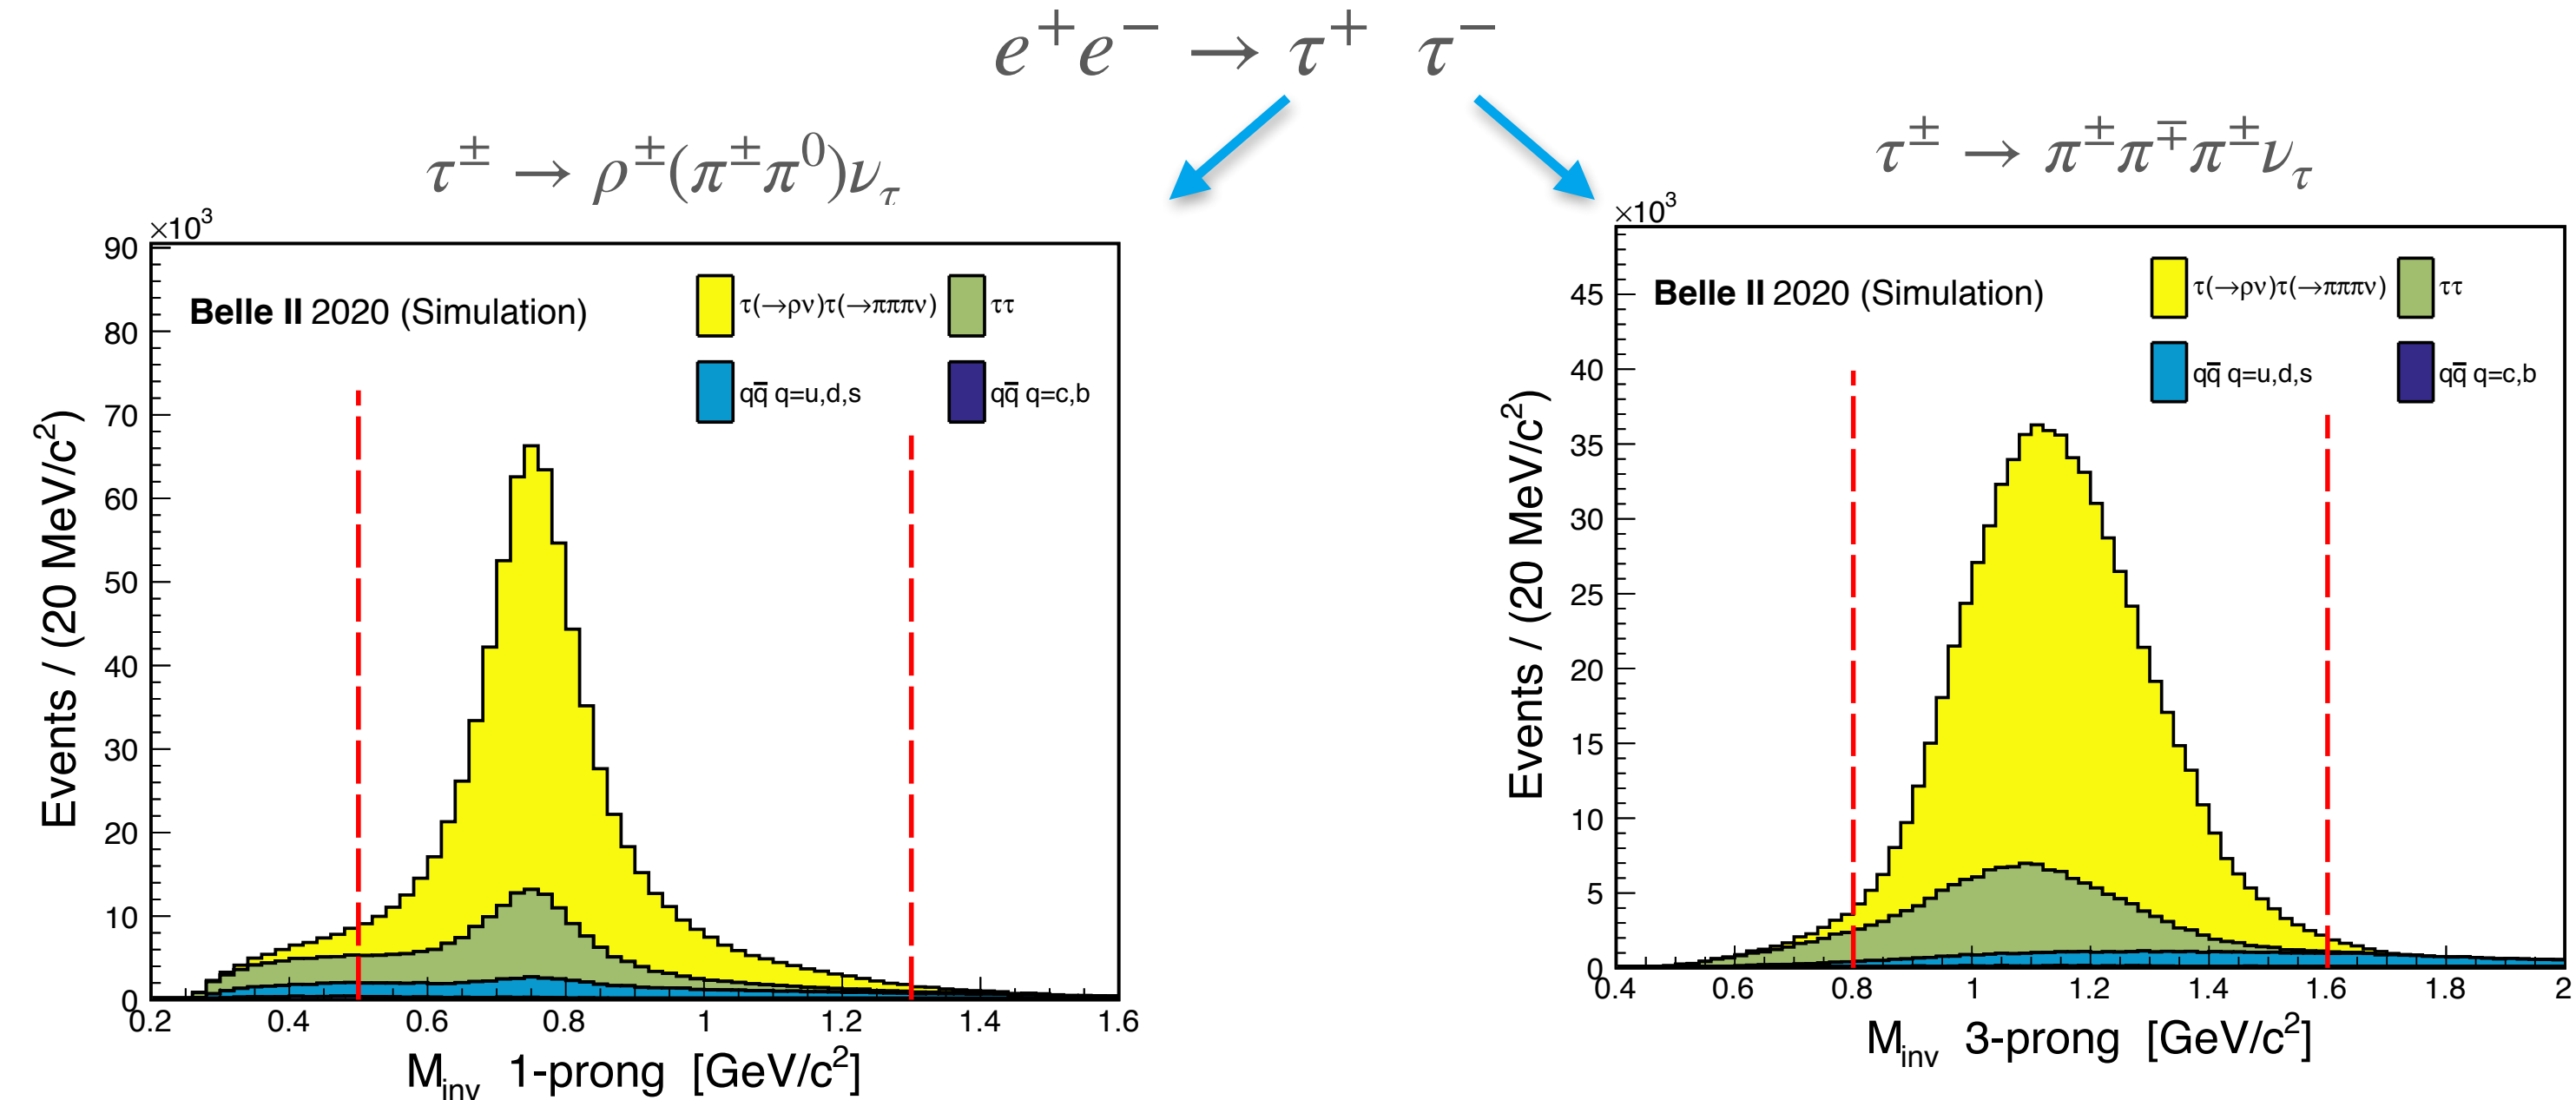 e⁺e⁻ → τ⁺ τ⁻
τ± → ρ±(π±π⁰)ν_τ
τ± → π±π∓π±ν_τ
×10³
90
80
70
60
50
40
30
20
10
0
Events / (20 MeV/c²)
Belle II 2020 (Simulation)
τ(→ρν)τ(→πππν)
ττ
qq̅ q=u,d,s
qq̅ q=c,b
0.2 0.4 0.6 0.8 1 1.2 1.4 1.6
M_inv 1-prong [GeV/c²]
×10³
45
40
35
30
25
20
15
10
5
0
Events / (20 MeV/c²)
Belle II 2020 (Simulation)
τ(→ρν)τ(→πππν)
ττ
qq̅ q=u,d,s
qq̅ q=c,b
0.4 0.6 0.8 1 1.2 1.4 1.6 1.8 2
M_inv 3-prong [GeV/c²]